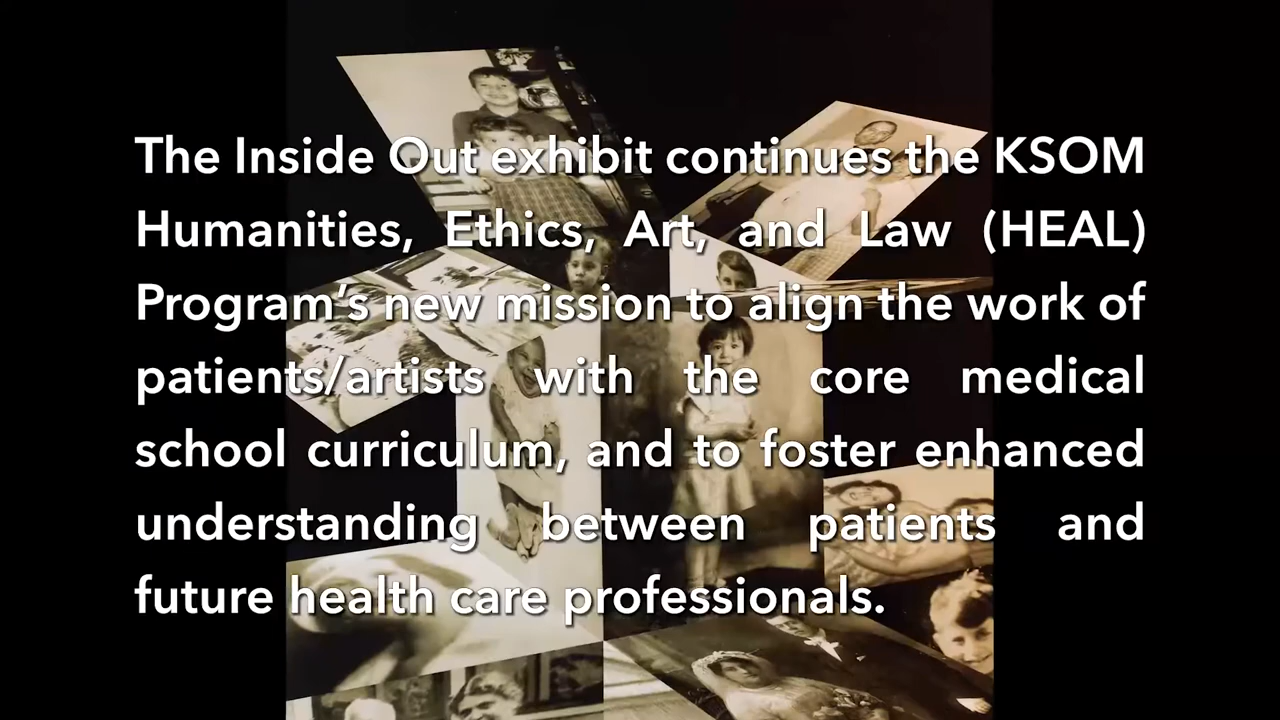 The Inside Out exhibit continues the KSOM
Humanities, Ethics, Art, and Law (HEAL)
Program’s new mission to align the work of
patients/artists with the core medical
school curriculum, and to foster enhanced
understanding between patients and
future health care professionals.